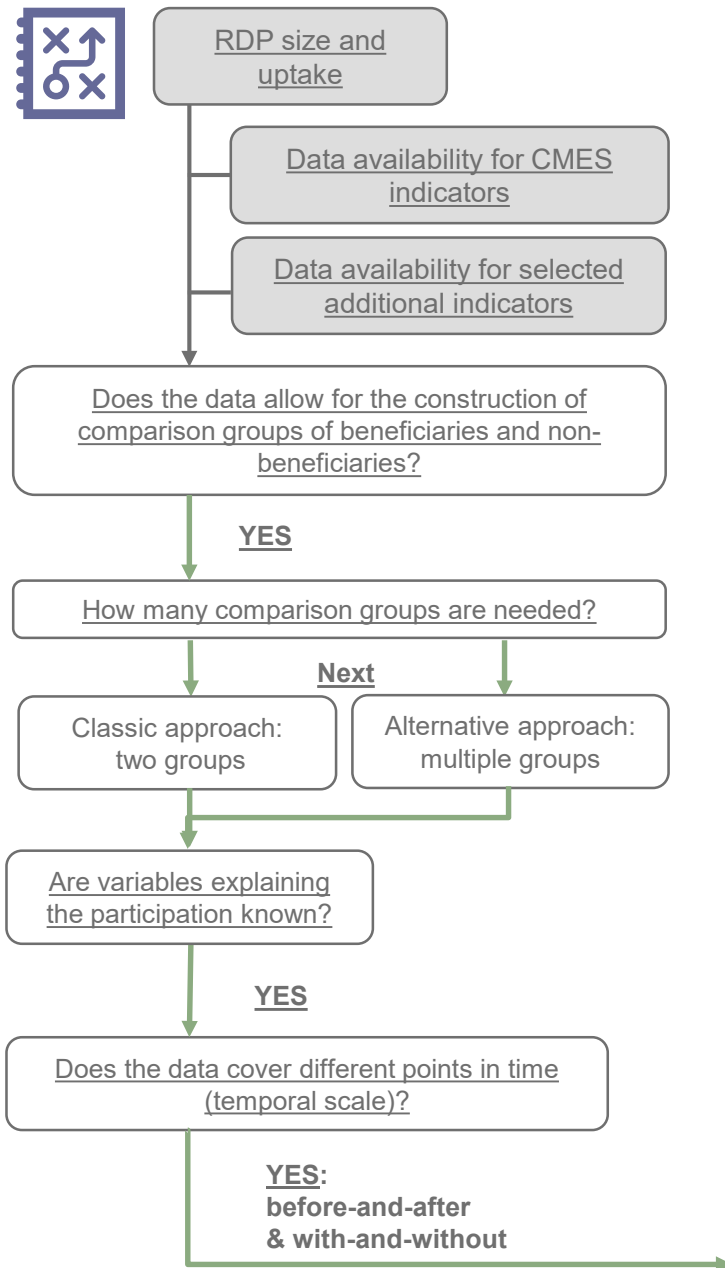 RDP size and
uptake
Data availability for CMES
indicators
Data availability for selected
additional indicators
Does the data allow for the construction of
comparison groups of beneficiaries and non-
beneficiaries?
YES
How many comparison groups are needed?
Next
Classic approach:
two groups
Alternative approach:
multiple groups
Are variables explaining
the participation known?
YES
Does the data cover different points in time
(temporal scale)?
YES:
before-and-after
& with-and-without